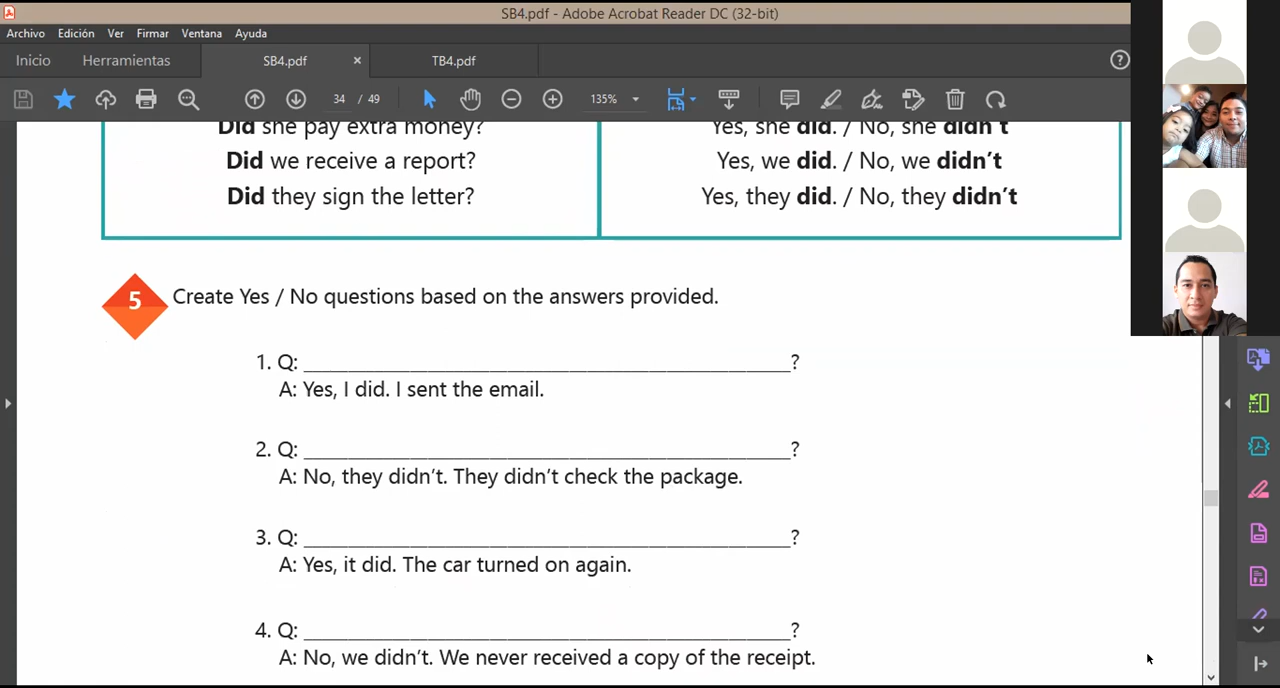 SB4.pdf - Adobe Acrobat Reader DC (32-bit)
Archivo Edición Ver Firmar Ventana Ayuda
Inicio Herramientas SB4.pdf × TB4.pdf
34 / 49 135%
Did she pay extra money? Yes, she did. / No, she didn't
Did we receive a report? Yes, we did. / No, we didn't
Did they sign the letter? Yes, they did. / No, they didn't
5 Create Yes / No questions based on the answers provided.
1. Q: ?
A: Yes, I did. I sent the email.
2. Q: ?
A: No, they didn't. They didn't check the package.
3. Q: ?
A: Yes, it did. The car turned on again.
4. Q: ?
A: No, we didn't. We never received a copy of the receipt.